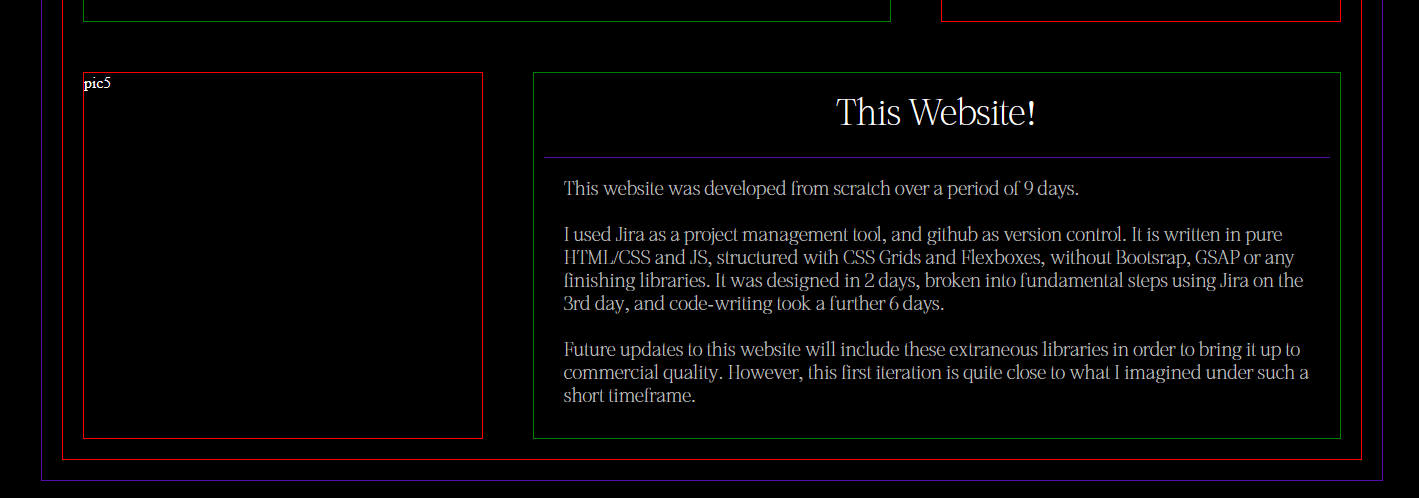 pic5
This Website!
This website was developed from scratch over a period of 9 days.
I used Jira as a project management tool, and github as version control. It is written in pure
HTML/CSS and JS, structured with CSS Grids and Flexboxes, without Bootsrap, GSAP or any
finishing libraries. It was designed in 2 days, broken into fundamental steps using Jira on the
3rd day, and code-writing took a further 6 days.
Future updates to this website will include these extraneous libraries in order to bring it up to
commercial quality. However, this first iteration is quite close to what I imagined under such a
short timeframe.